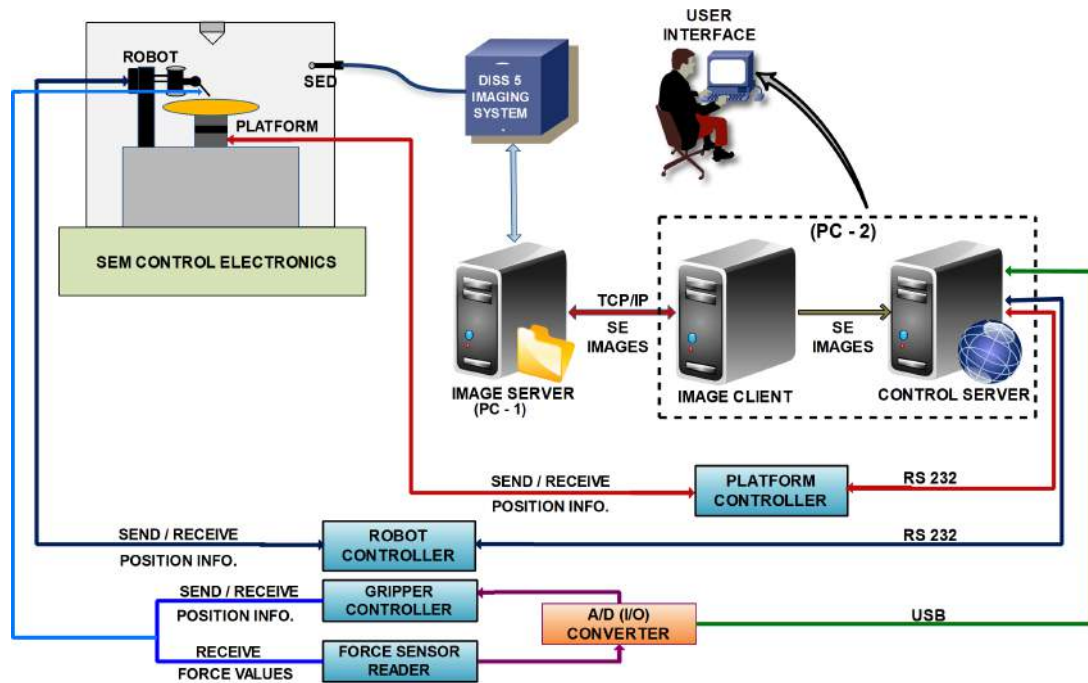 USER
INTERFACE
ROBOT
SED
DISS 5
IMAGING
SYSTEM
PLATFORM
SEM CONTROL ELECTRONICS
(PC - 2)
TCP/IP
SE
IMAGES
SE
IMAGES
IMAGE SERVER
(PC - 1)
IMAGE CLIENT
CONTROL SERVER
SEND / RECEIVE
POSITION INFO.
PLATFORM
CONTROLLER
RS 232
SEND / RECEIVE
POSITION INFO.
ROBOT
CONTROLLER
RS 232
SEND / RECEIVE
POSITION INFO.
GRIPPER
CONTROLLER
A/D (I/O)
CONVERTER
USB
RECEIVE
FORCE VALUES
FORCE SENSOR
READER